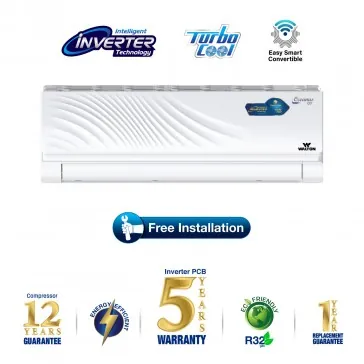 Intelligent
INVERTER
Technology
Turbo
Cool
Easy Smart
Convertible
WALTON
Free Installation
Compressor
12
YEARS
GUARANTEE
ENERGY EFFICIENT
Inverter PCB
5 YEARS
WARRANTY
ECO FRIENDLY
R32
1 YEAR
REPLACEMENT
GUARANTEE